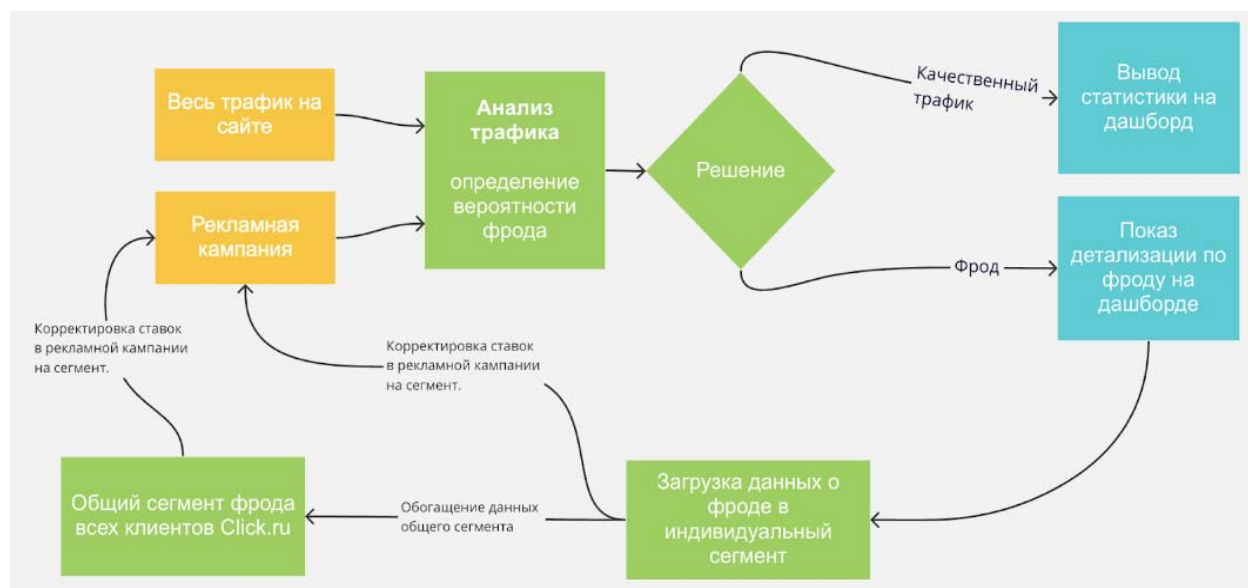 Весь трафик на
сайте
Рекламная
кампания
Анализ
трафика
определение
вероятности
фрода
Решение
Качественный
трафик
Вывод
статистики на
дашборд
Фрод
Показ
детализации по
фроду на
дашборде
Корректировка ставок
в рекламной кампании
на сегмент.
Корректировка ставок
в рекламной кампании
на сегмент.
Общий сегмент фрода
всех клиентов Click.ru
Обогащение данных
общего сегмента
Загрузка данных о
фроде в
индивидуальный
сегмент